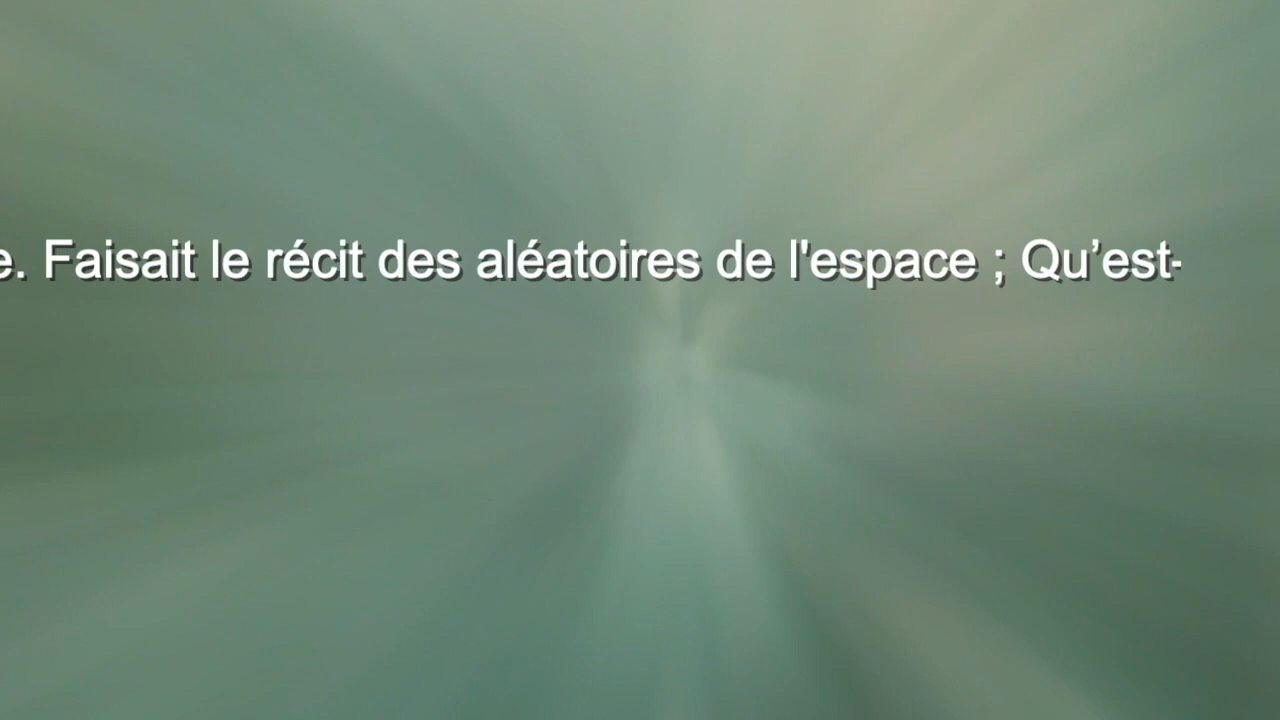 e. Faisait le récit des aléatoires de l'espace ; Qu’est-